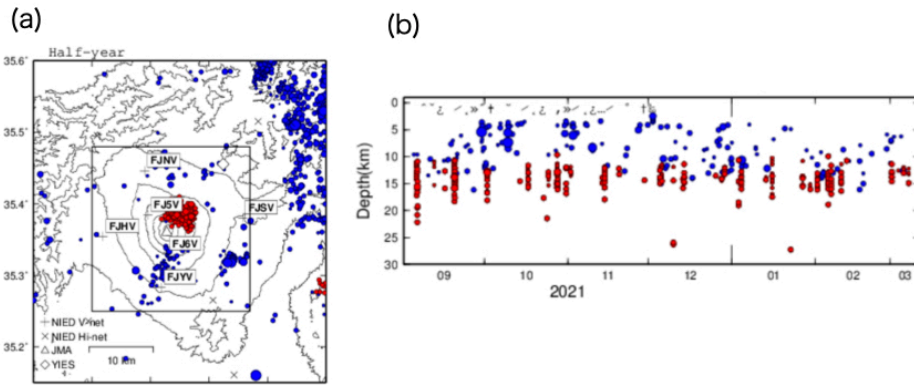 (a)
(b)
Half-year
35.6°
35.5°
35.4°
35.3°
35.2°
FJNV
FJ5V
FJSV
FJHV
FJ6V
FJYV
+ NIED V-net
× NIED Hi-net
△ JMA
◇ YIES
10 km
Depth(km)
0
5
10
15
20
25
30
09 10 11 12 01 02 03
2021